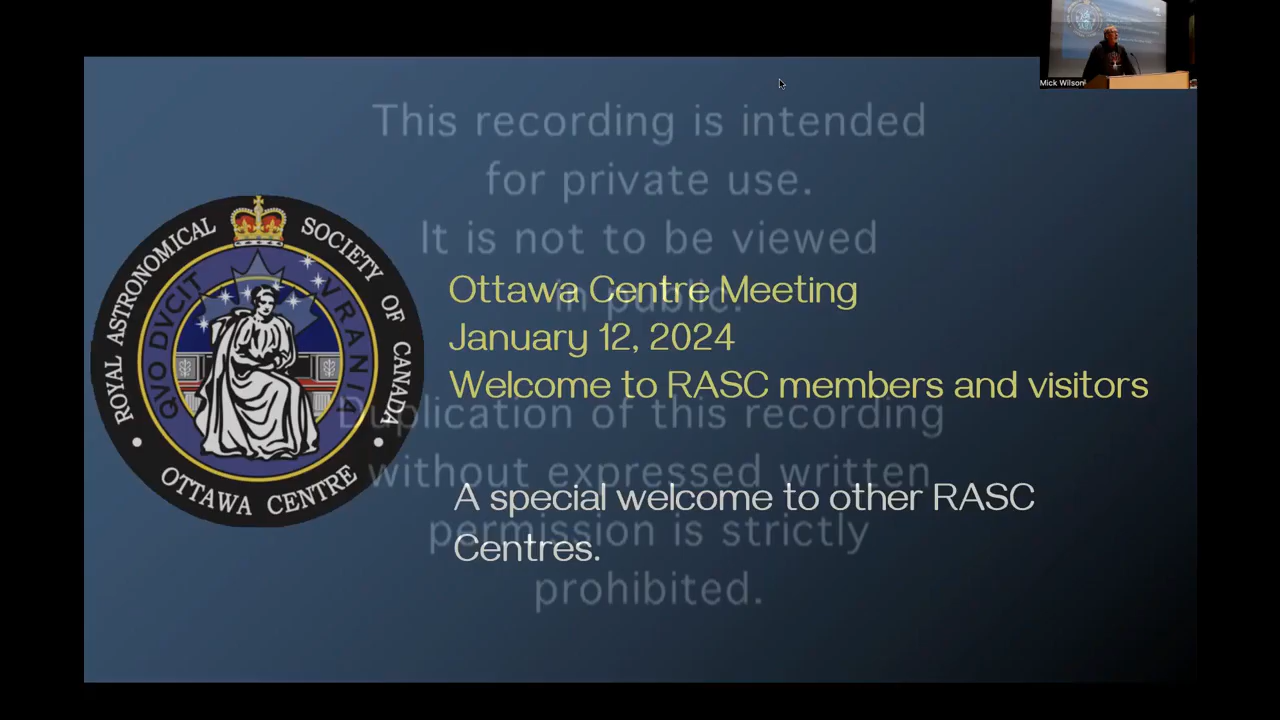 This recording is intended
for private use.
It is not to be viewed
in public.
Duplication of this recording
without expressed written
permission is strictly
prohibited.
Ottawa Centre Meeting
January 12, 2024
Welcome to RASC members and visitors
A special welcome to other RASC
Centres.
ROYAL ASTRONOMICAL SOCIETY OF CANADA
QVO DVCIT VRANIA
OTTAWA CENTRE
Mick Wilson